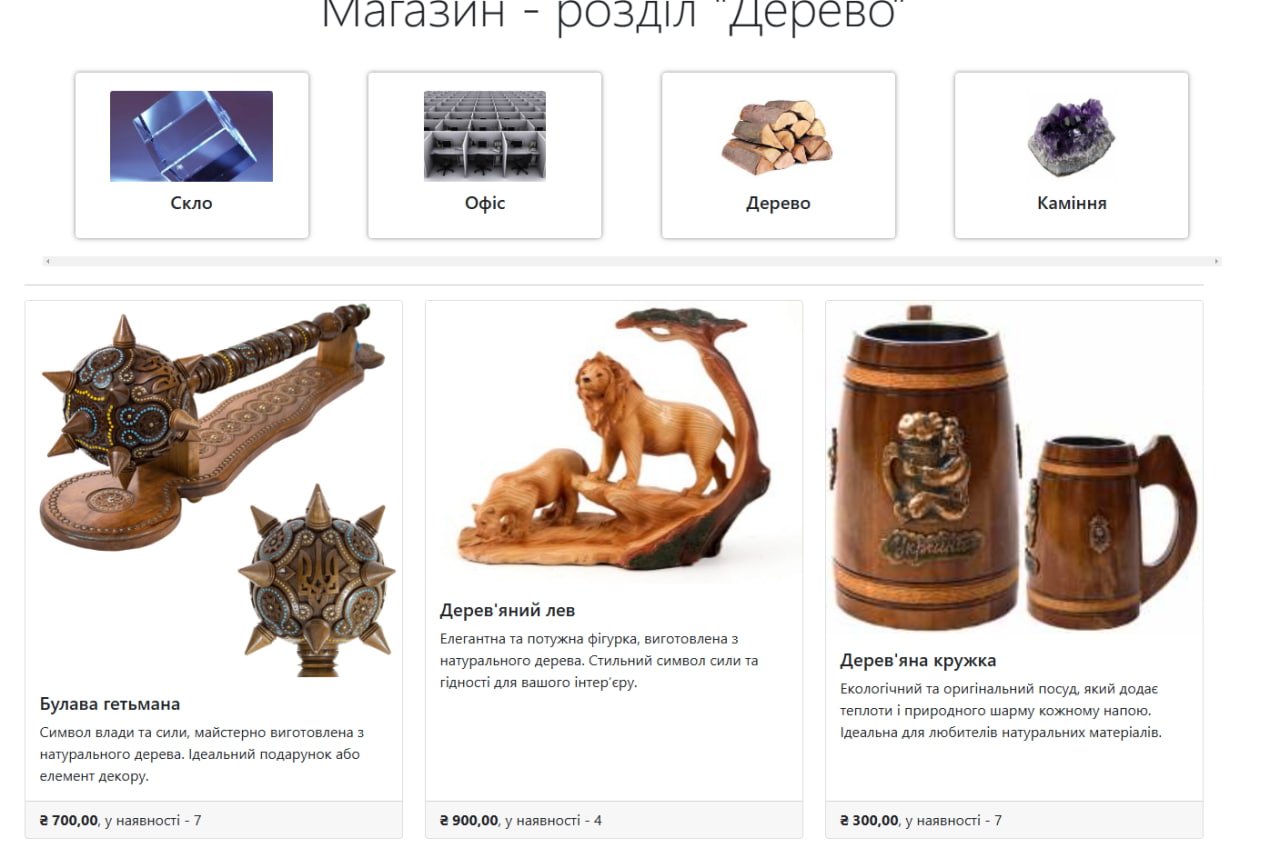 Магазин - розділ "Дерево"
Скло
Офіс
Дерево
Каміння
Булава гетьмана
Символ влади та сили, майстерно виготовлена з
натурального дерева. Ідеальний подарунок або
елемент декору.
₴ 700,00, у наявності - 7
Дерев'яний лев
Елегантна та потужна фігурка, виготовлена з
натурального дерева. Стильний символ сили та
гідності для вашого інтер'єру.
₴ 900,00, у наявності - 4
Україна
Дерев'яна кружка
Екологічний та оригінальний посуд, який додає
теплоти і природного шарму кожному напою.
Ідеальна для любителів натуральних матеріалів.
₴ 300,00, у наявності - 7